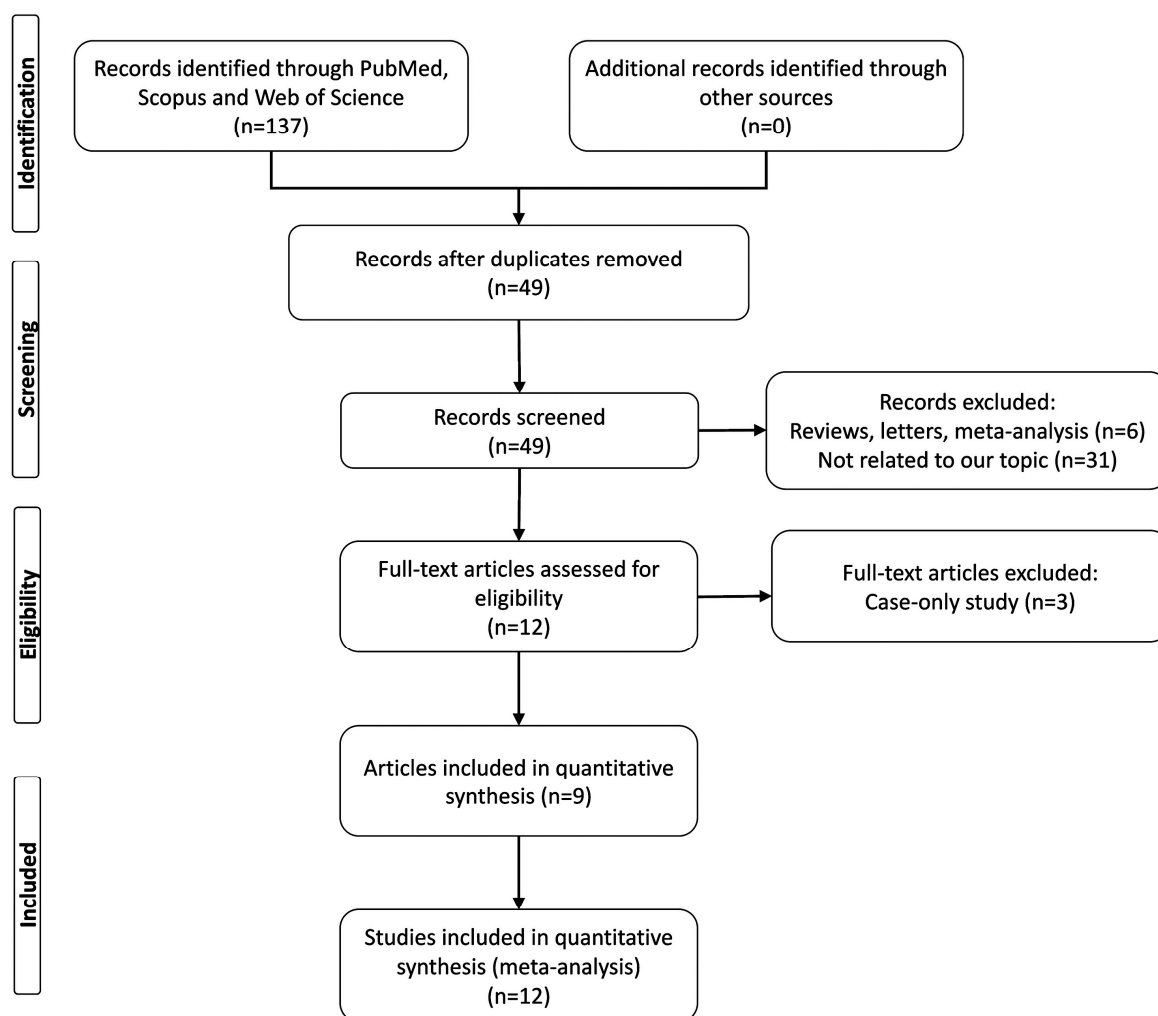 Identification
Records identified through PubMed,
Scopus and Web of Science
(n=137)
Additional records identified through
other sources
(n=0)
Screening
Records after duplicates removed
(n=49)
Records screened
(n=49)
Records excluded:
Reviews, letters, meta-analysis (n=6)
Not related to our topic (n=31)
Eligibility
Full-text articles assessed for
eligibility
(n=12)
Full-text articles excluded:
Case-only study (n=3)
Included
Articles included in quantitative
synthesis (n=9)
Studies included in quantitative
synthesis (meta-analysis)
(n=12)